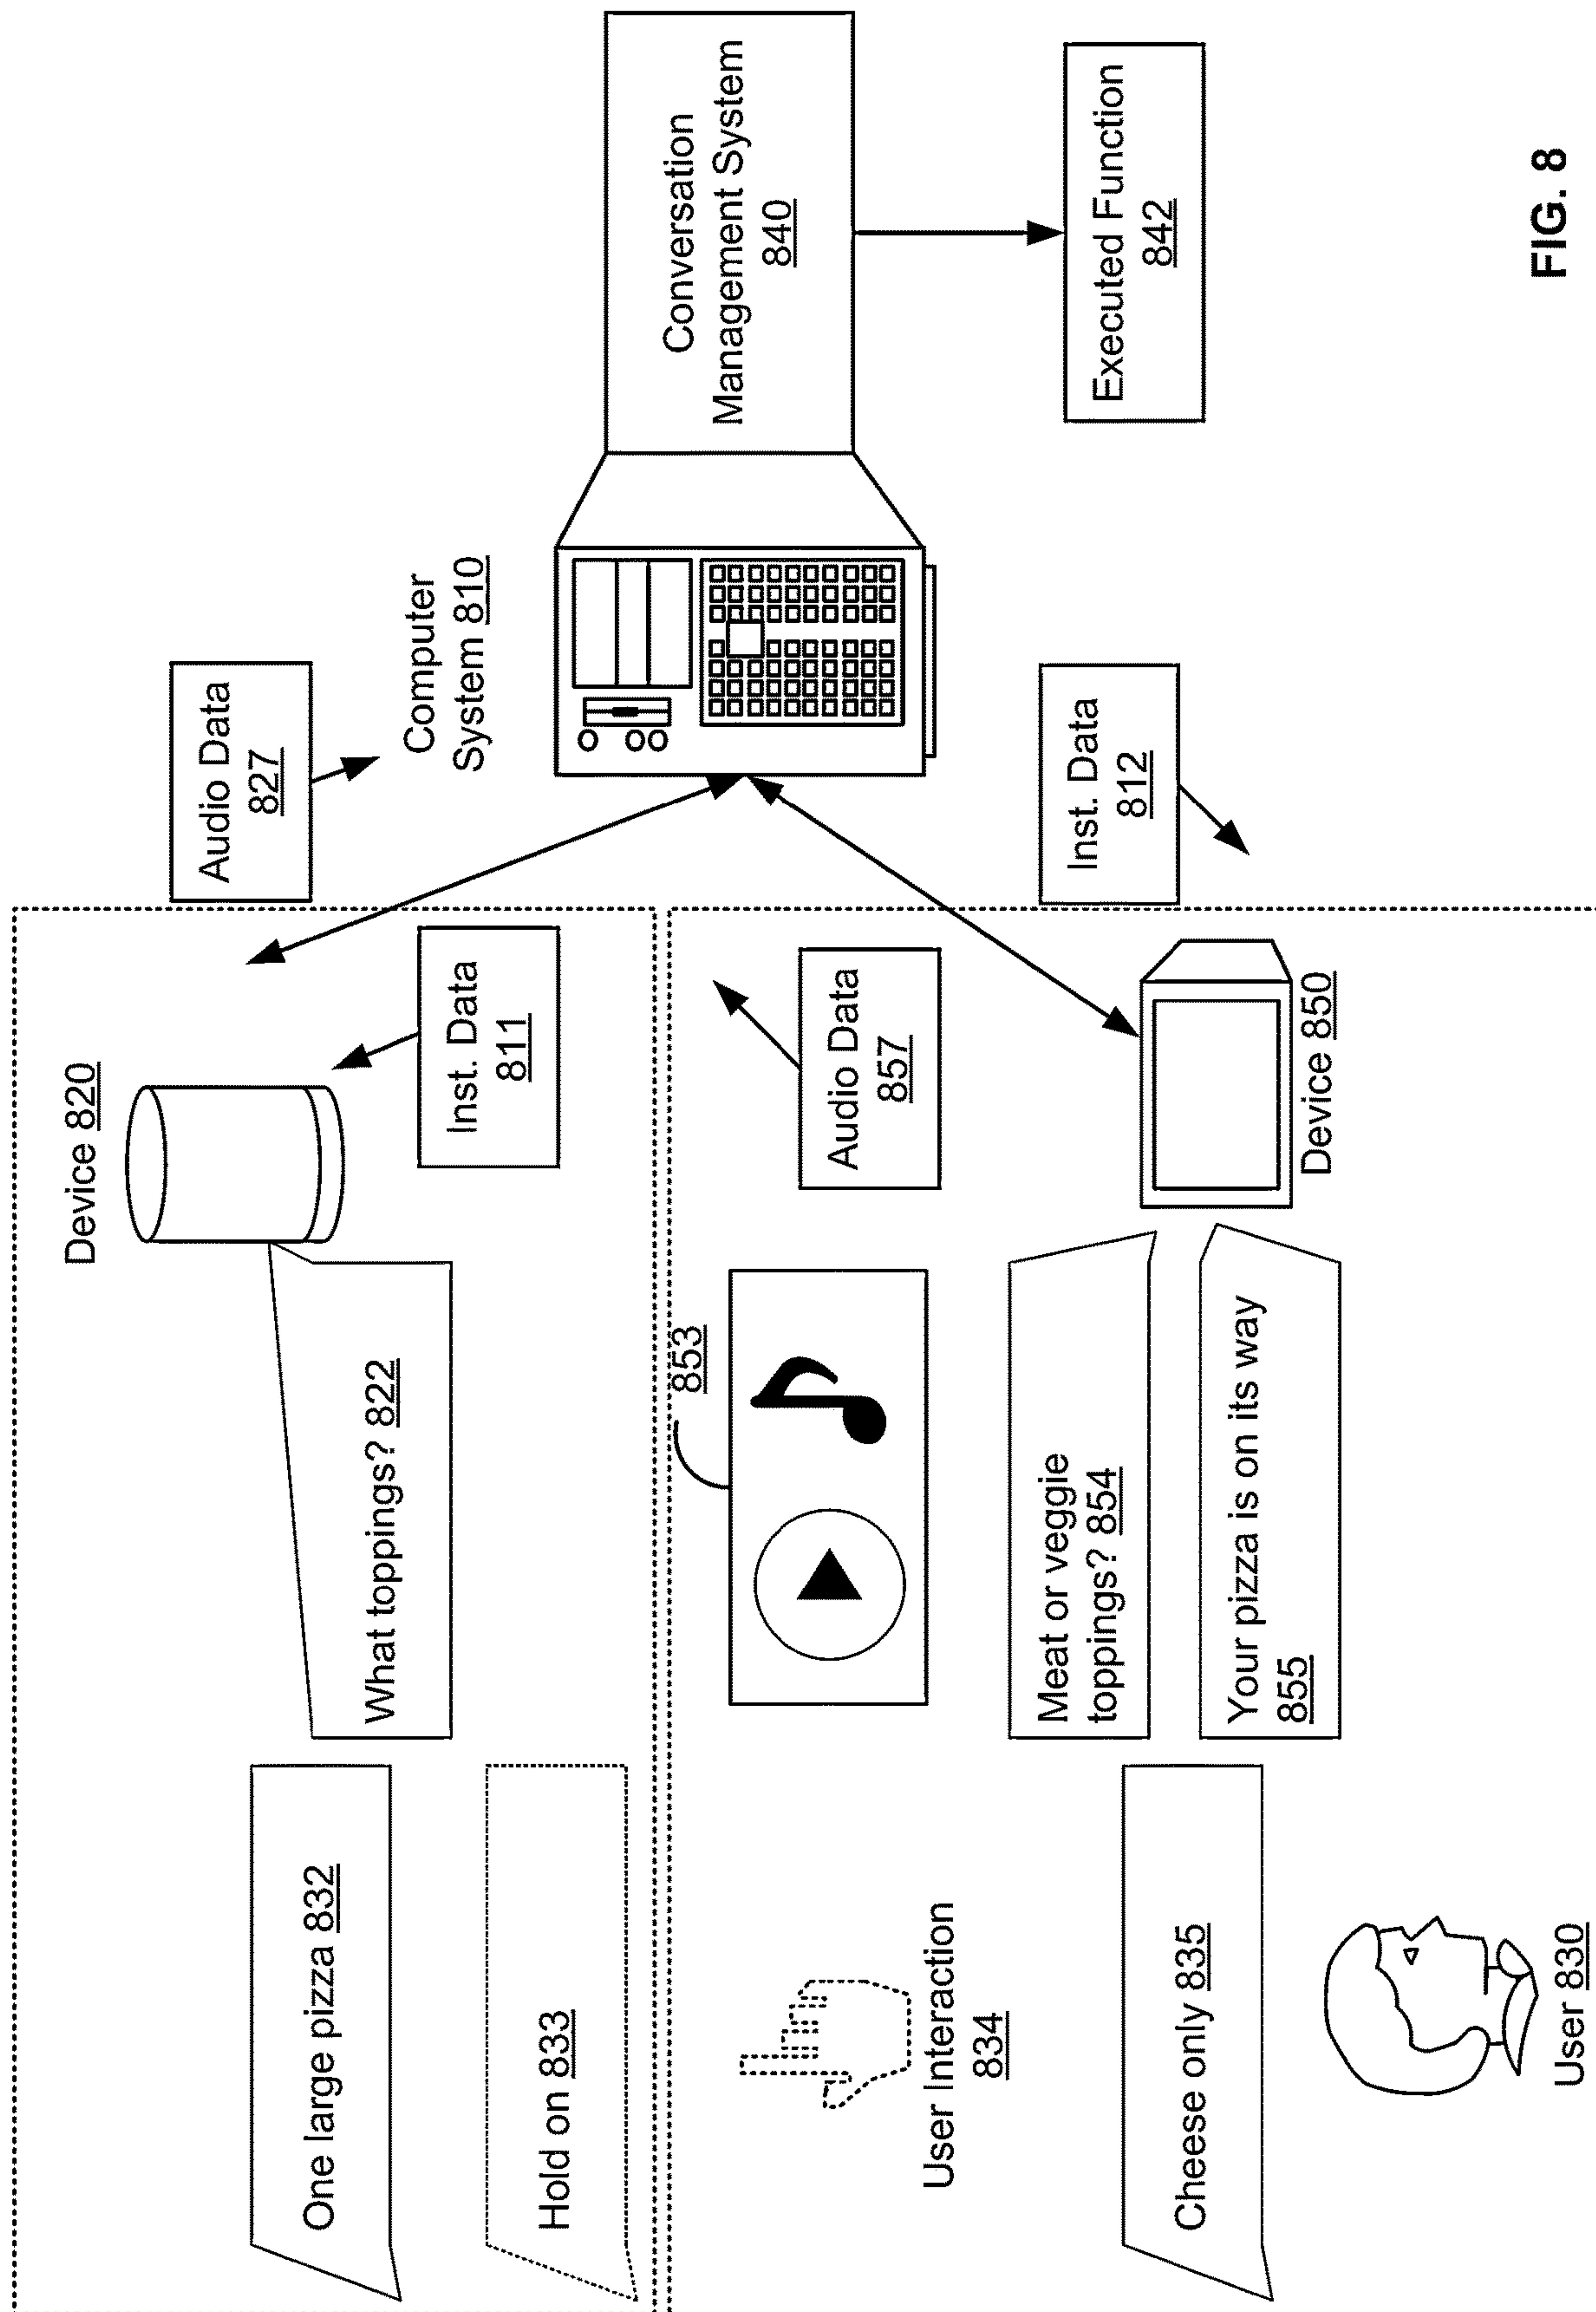 Device 820
One large pizza 832
What toppings? 822
Hold on 833
Inst. Data
811
Audio Data
827
Computer
System 810
Conversation
Management System
840
Executed Function
842
853
User Interaction
834
Audio Data
857
Meat or veggie
toppings? 854
Inst. Data
812
Cheese only 835
Your pizza is on its way
855
Device 850
User 830
FIG. 8